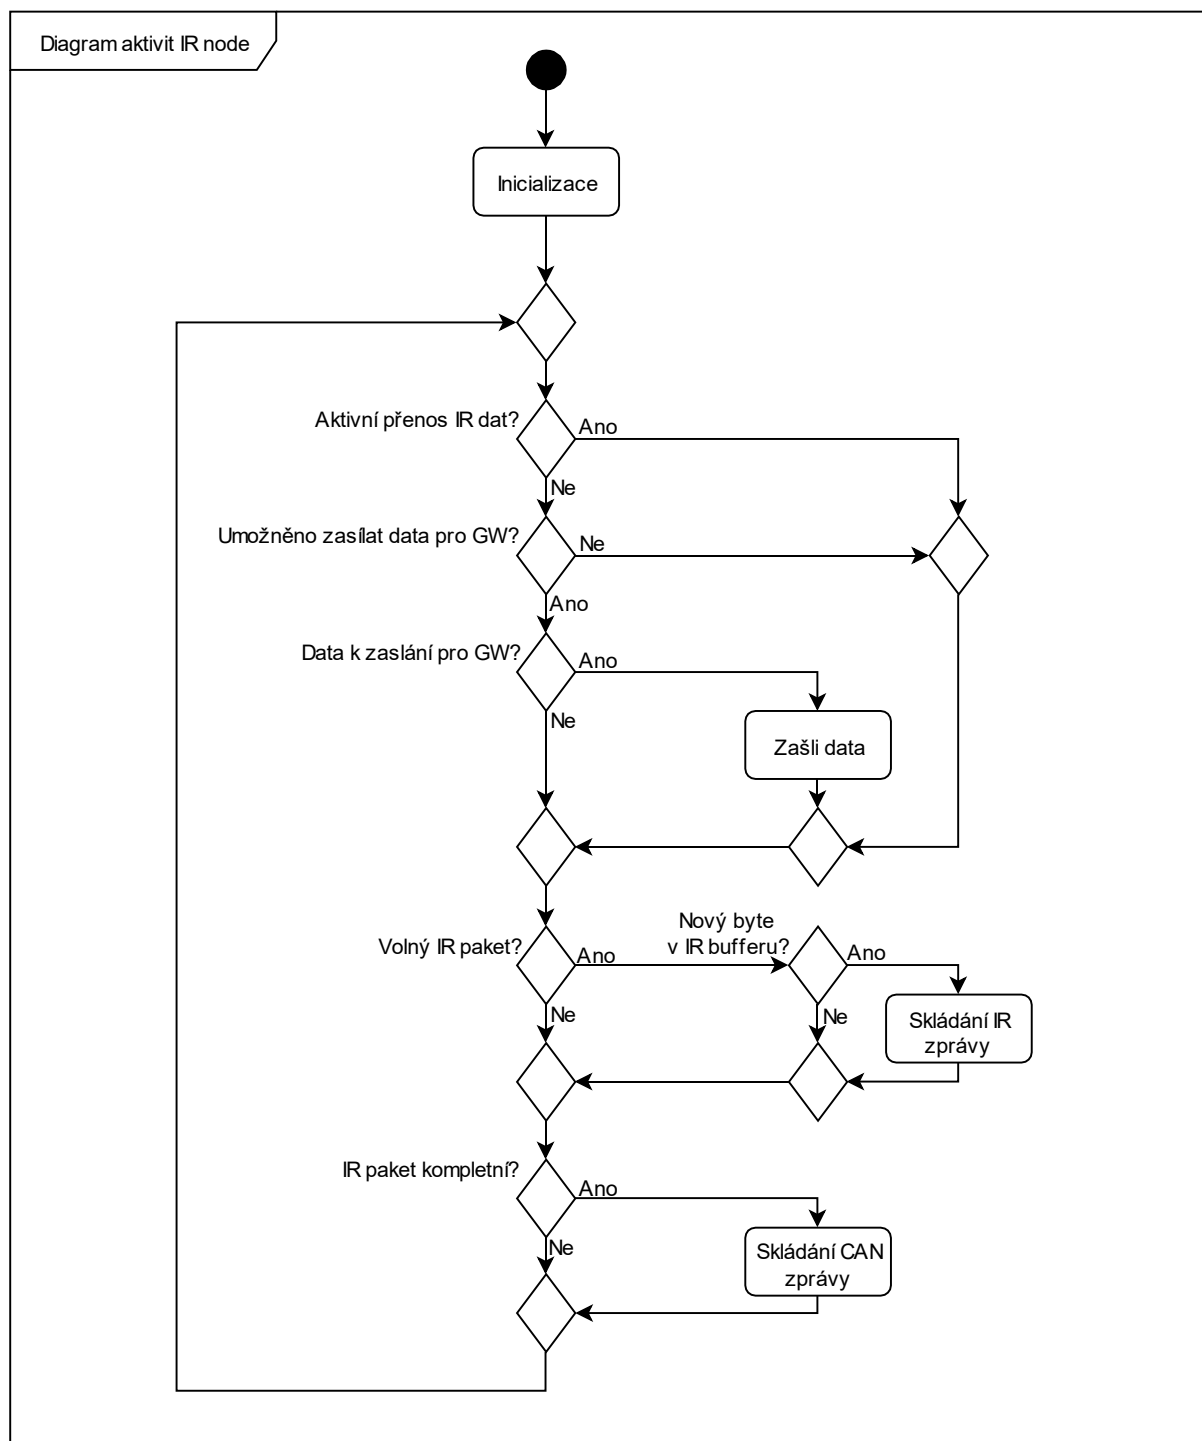 Diagram aktivit IR node
Inicializace
Aktivní přenos IR dat?
Ano
Ne
Umožněno zasílat data pro GW?
Ne
Ano
Data k zaslání pro GW?
Ano
Ne
Zašli data
Nový byte
v IR bufferu?
Volný IR paket?
Ano
Ano
Ne
Ne
Skládání IR
zprávy
IR paket kompletní?
Ano
Ne
Skládání CAN
zprávy